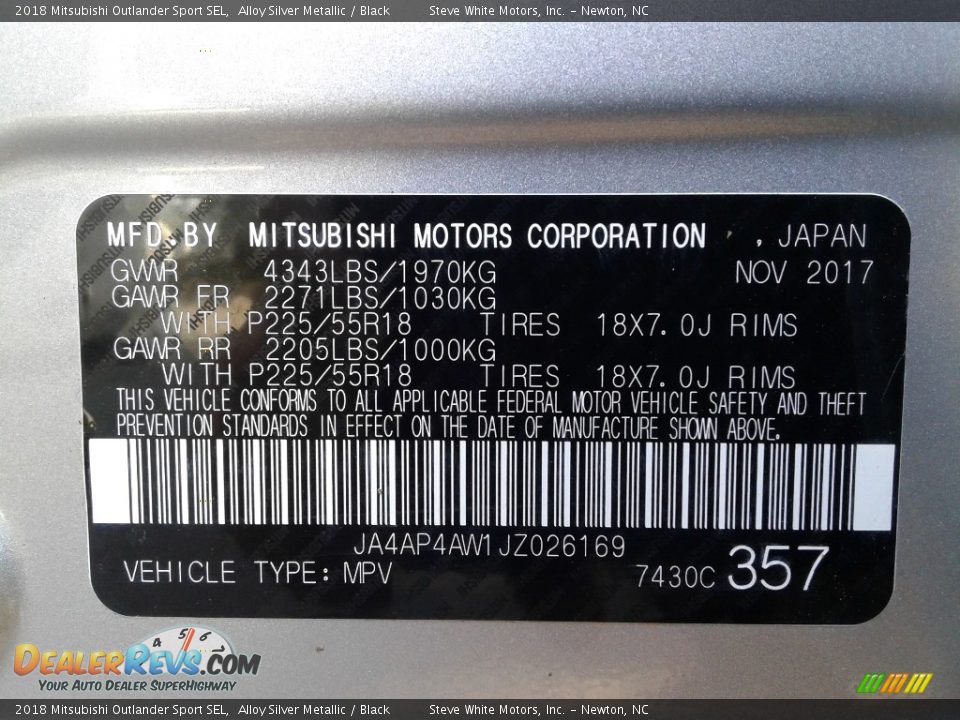 2018 Mitsubishi Outlander Sport SEL, Alloy Silver Metallic / Black Steve White Motors, Inc. - Newton, NC
MFD BY MITSUBISHI MOTORS CORPORATION , JAPAN
GVWR 4343LBS/1970KG NOV 2017
GAWR FR 2271LBS/1030KG
WITH P225/55R18 TIRES 18X7.0J RIMS
GAWR RR 2205LBS/1000KG
WITH P225/55R18 TIRES 18X7.0J RIMS
THIS VEHICLE CONFORMS TO ALL APPLICABLE FEDERAL MOTOR VEHICLE SAFETY AND THEFT
PREVENTION STANDARDS IN EFFECT ON THE DATE OF MANUFACTURE SHOWN ABOVE.
JA4AP4AW1JZ026169
VEHICLE TYPE: MPV 7430C 357
4 5 6
DEALERREVS.COM
YOUR AUTO DEALER SUPERHIGHWAY
2018 Mitsubishi Outlander Sport SEL, Alloy Silver Metallic / Black Steve White Motors, Inc. - Newton, NC